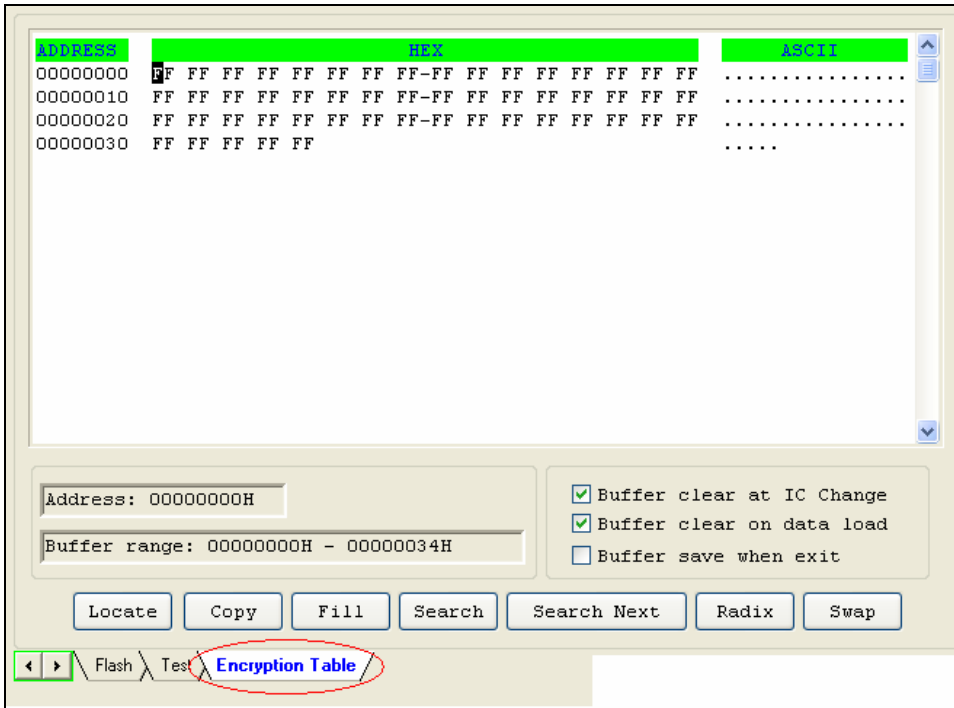 ADDRESS HEX ASCII
00000000 FF FF FF FF FF FF FF FF-FF FF FF FF FF FF FF FF ................
00000010 FF FF FF FF FF FF FF FF-FF FF FF FF FF FF FF FF ................
00000020 FF FF FF FF FF FF FF FF-FF FF FF FF FF FF FF FF ................
00000030 FF FF FF FF FF .....
Address: 00000000H
Buffer range: 00000000H - 00000034H
Buffer clear at IC Change
Buffer clear on data load
Buffer save when exit
Locate Copy Fill Search Search Next Radix Swap
Flash Test Encryption Table